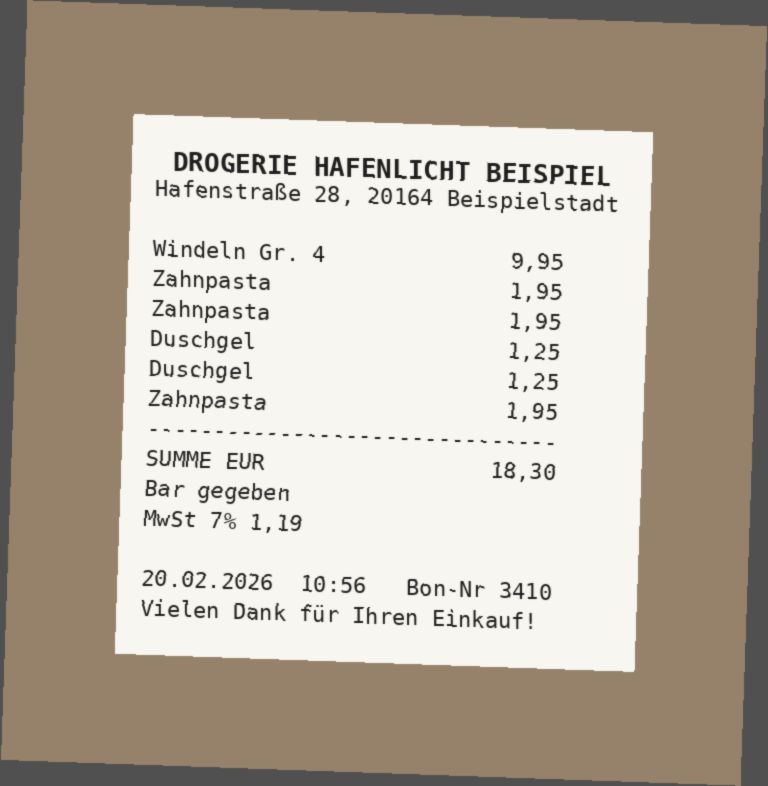 DROGERIE HAFENLICHT BEISPIEL
Hafenstraße 28, 20164 Beispielstadt
Windeln Gr. 4 9,95
Zahnpasta 1,95
Zahnpasta 1,95
Duschgel 1,25
Duschgel 1,25
Zahnpasta 1,95
-------------------------------
SUMME EUR 18,30
Bar gegeben
MwSt 7% 1,19
20.02.2026 10:56 Bon-Nr 3410
Vielen Dank für Ihren Einkauf!